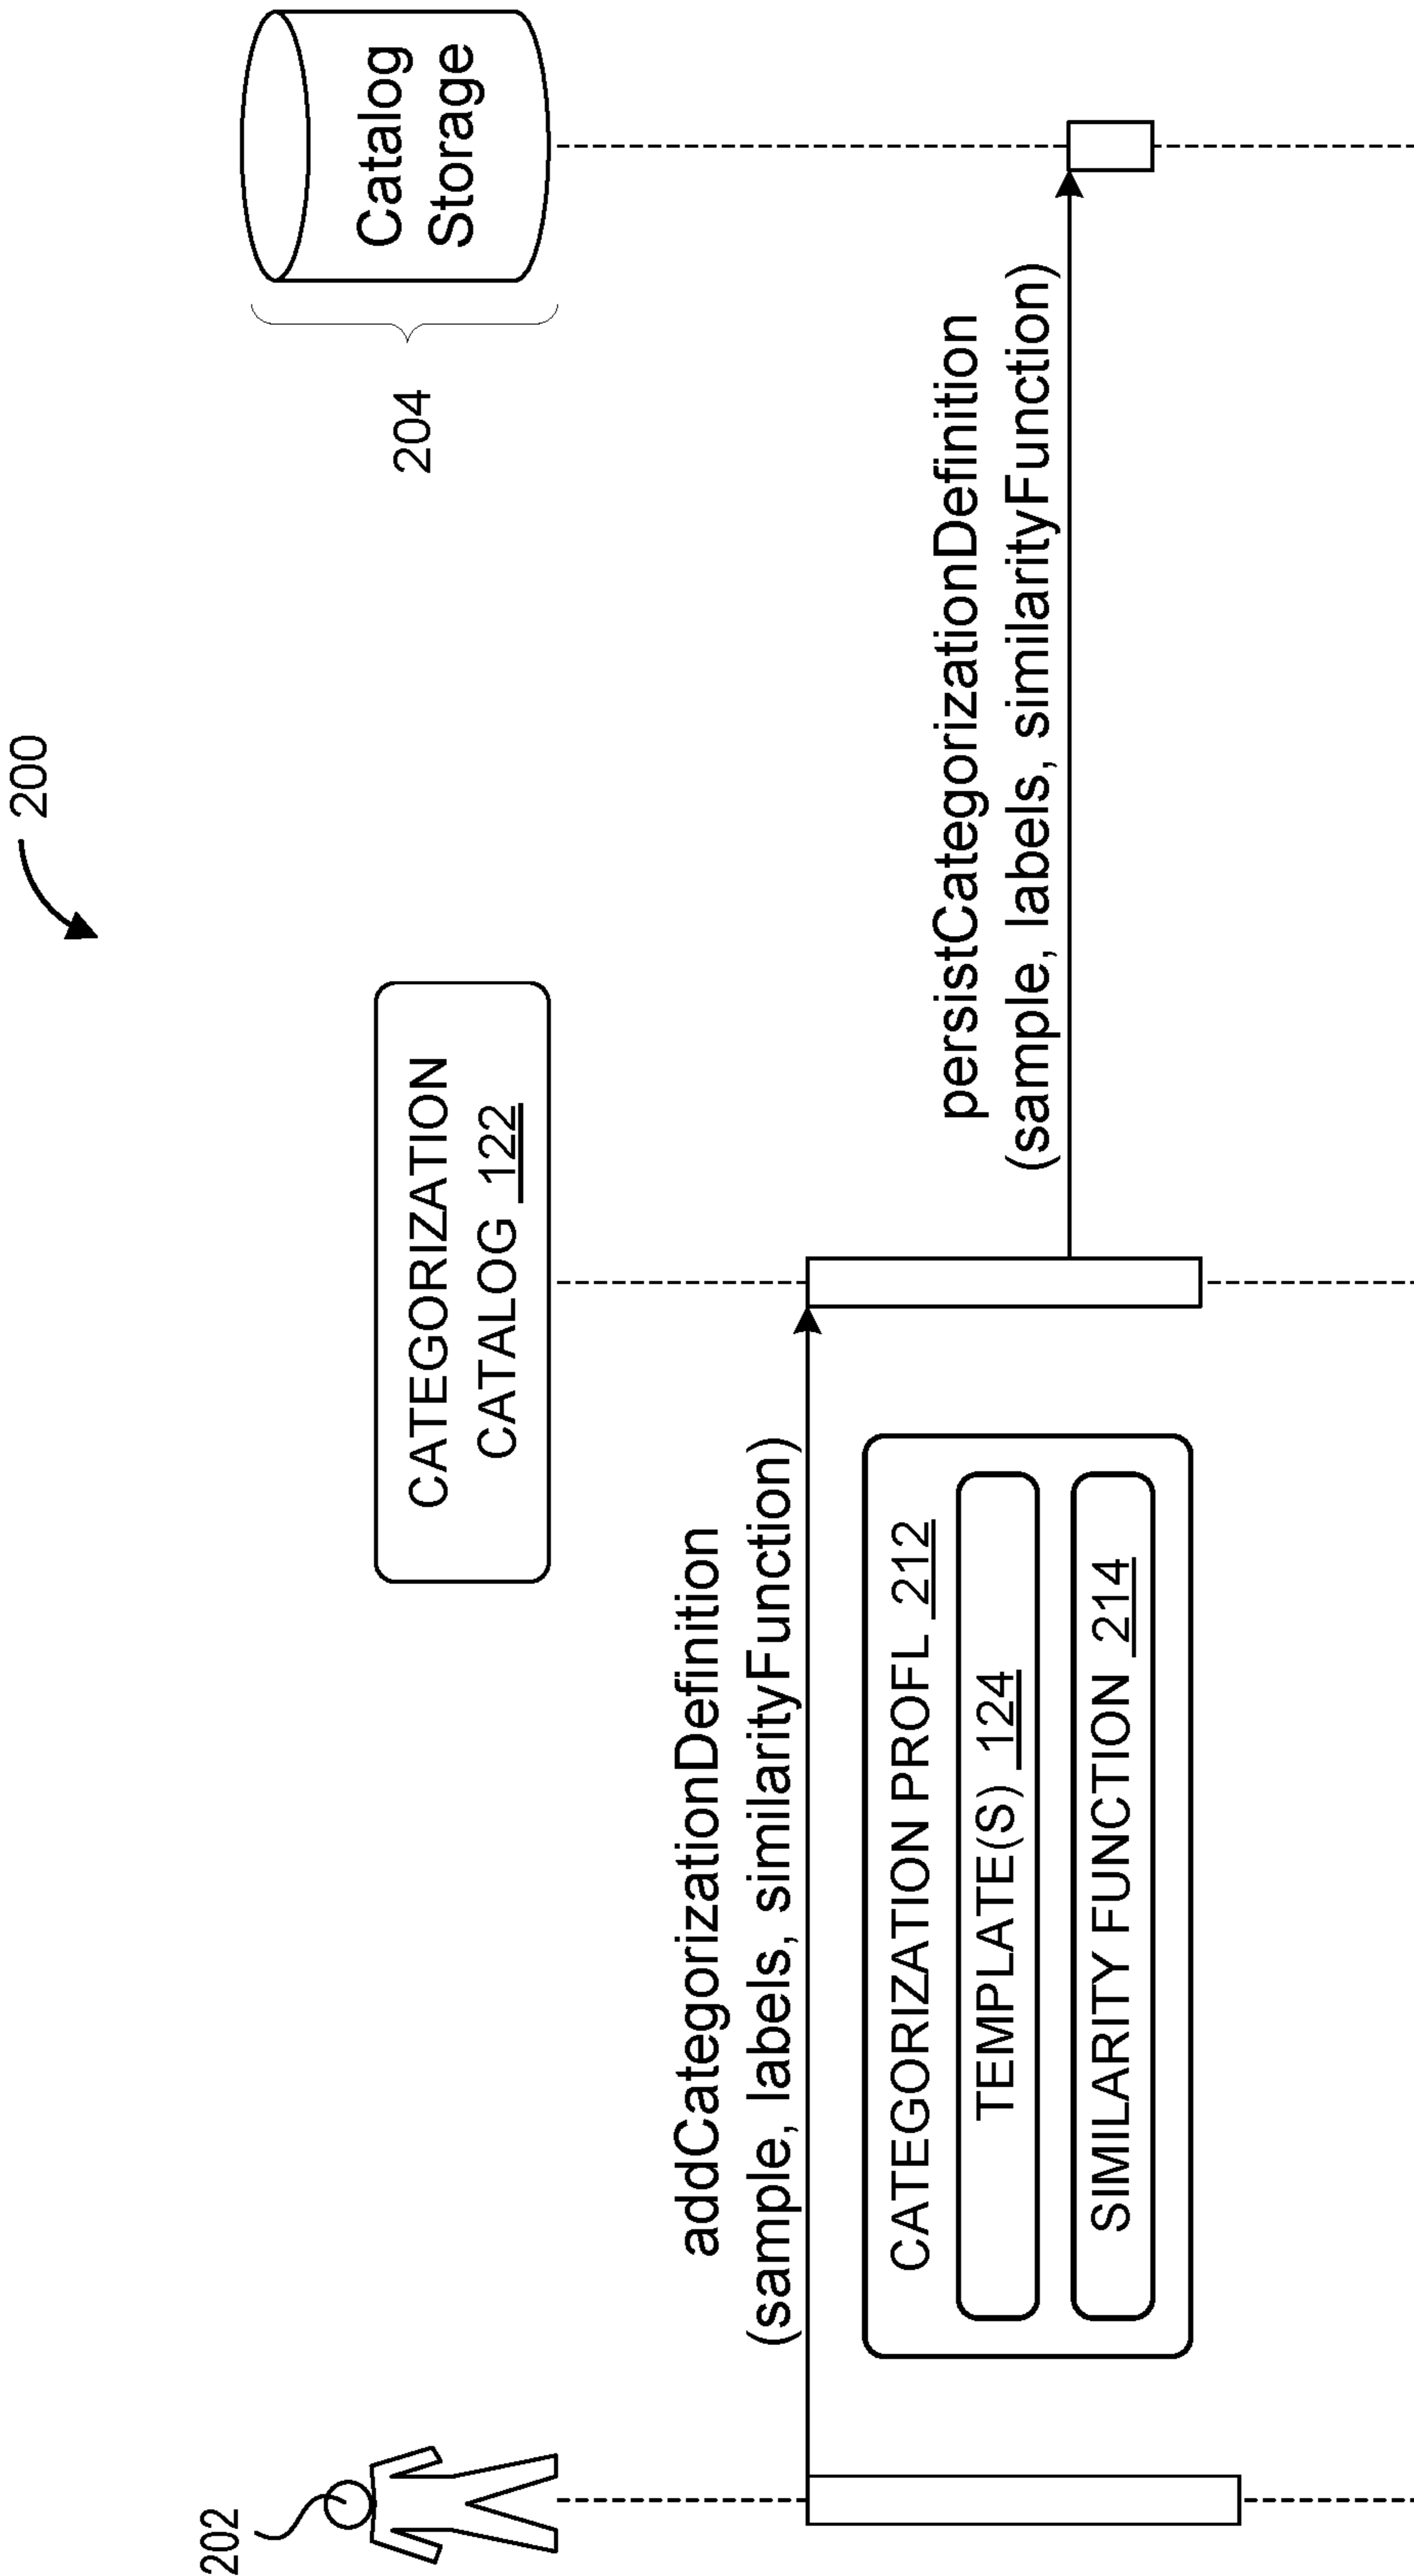 200
202
CATEGORIZATION
CATALOG 122
204
Catalog
Storage
addCategorizationDefinition
(sample, labels, similarityFunction)
CATEGORIZATION PROFL 212
TEMPLATE(S) 124
SIMILARITY FUNCTION 214
persistCategorizationDefinition
(sample, labels, similarityFunction)